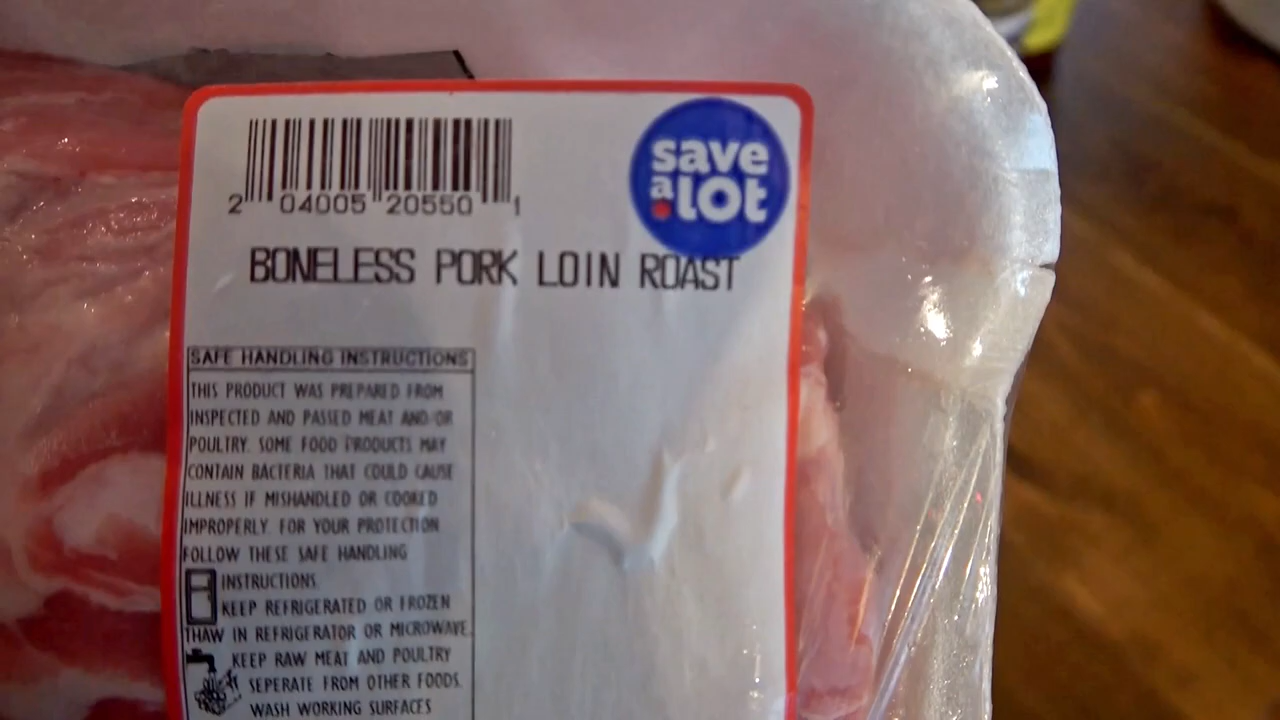 save
a lot
2 04005 20550 1
BONELESS PORK LOIN ROAST
SAFE HANDLING INSTRUCTIONS
THIS PRODUCT WAS PREPARED FROM
INSPECTED AND PASSED MEAT AND/OR
POULTRY. SOME FOOD PRODUCTS MAY
CONTAIN BACTERIA THAT COULD CAUSE
ILLNESS IF MISHANDLED OR COOKED
IMPROPERLY. FOR YOUR PROTECTION
FOLLOW THESE SAFE HANDLING
INSTRUCTIONS
KEEP REFRIGERATED OR FROZEN
THAW IN REFRIGERATOR OR MICROWAVE.
KEEP RAW MEAT AND POULTRY
SEPERATE FROM OTHER FOODS.
WASH WORKING SURFACES